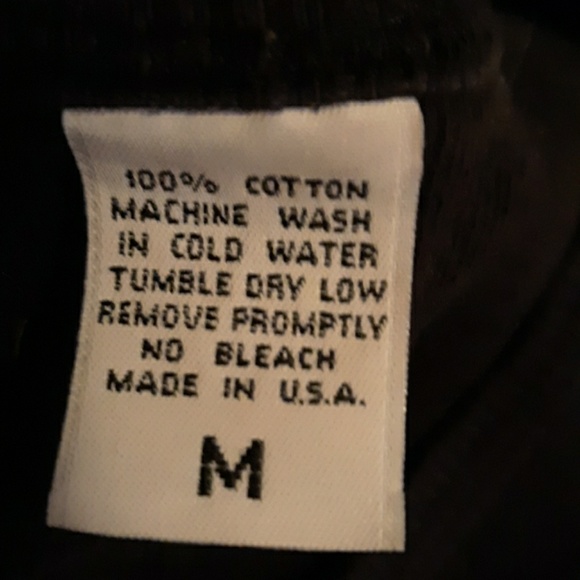 100% COTTON
MACHINE WASH
IN COLD WATER
TUMBLE DRY LOW
REMOVE PROMPTLY
NO BLEACH
MADE IN U.S.A.
M